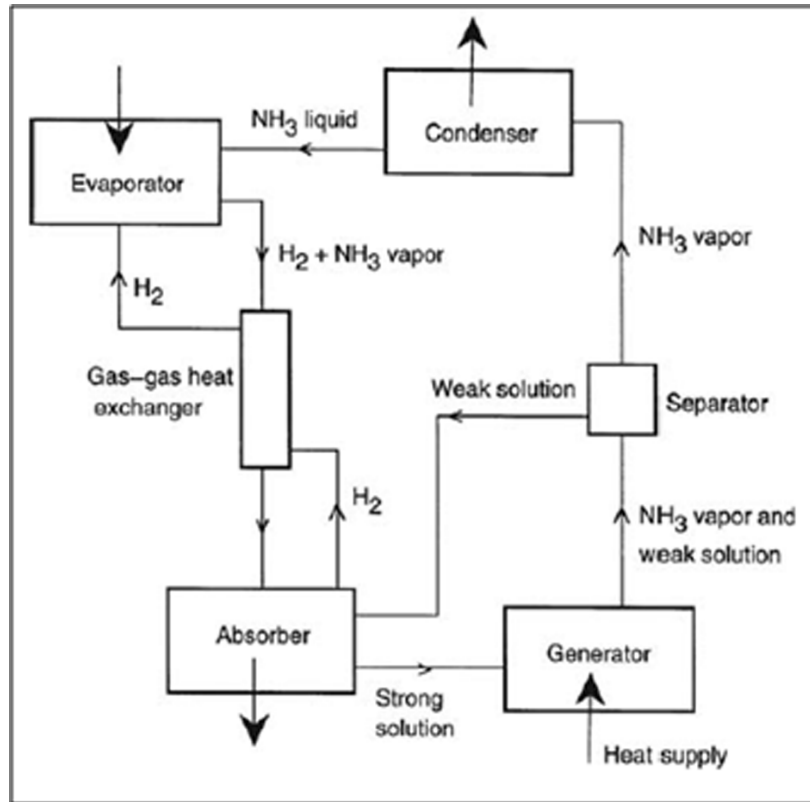 NH3 liquid
Condenser
Evaporator
H2 + NH3 vapor
NH3 vapor
H2
Gas–gas heat
exchanger
Weak solution
Separator
H2
NH3 vapor and
weak solution
Absorber
Generator
Strong
solution
Heat supply